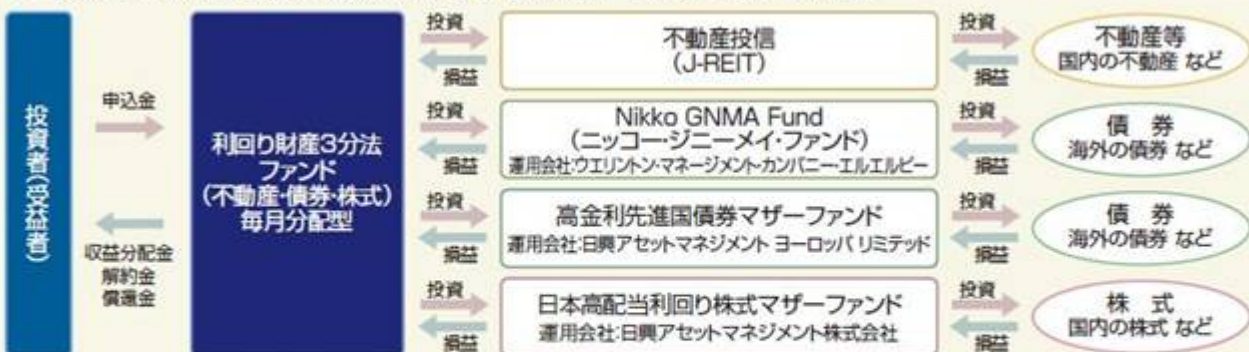 投資者(受益者)
申込金
収益分配金
解約金
償還金
利回り財産3分法
ファンド
(不動産・債券・株式)
毎月分配型
投資
損益
不動産投信
(J-REIT)
投資
損益
不動産等
国内の不動産 など
投資
損益
Nikko GNMA Fund
(ニッコー・ジニーメイ・ファンド)
運用会社:ウエリントン・マネージメント・カンパニー・エルエルピー
投資
損益
債 券
海外の債券 など
投資
損益
高金利先進国債券マザーファンド
運用会社:日興アセットマネジメント ヨーロッパ リミテッド
投資
損益
債 券
海外の債券 など
投資
損益
日本高配当利回り株式マザーファンド
運用会社:日興アセットマネジメント株式会社
投資
損益
株 式
国内の株式 など